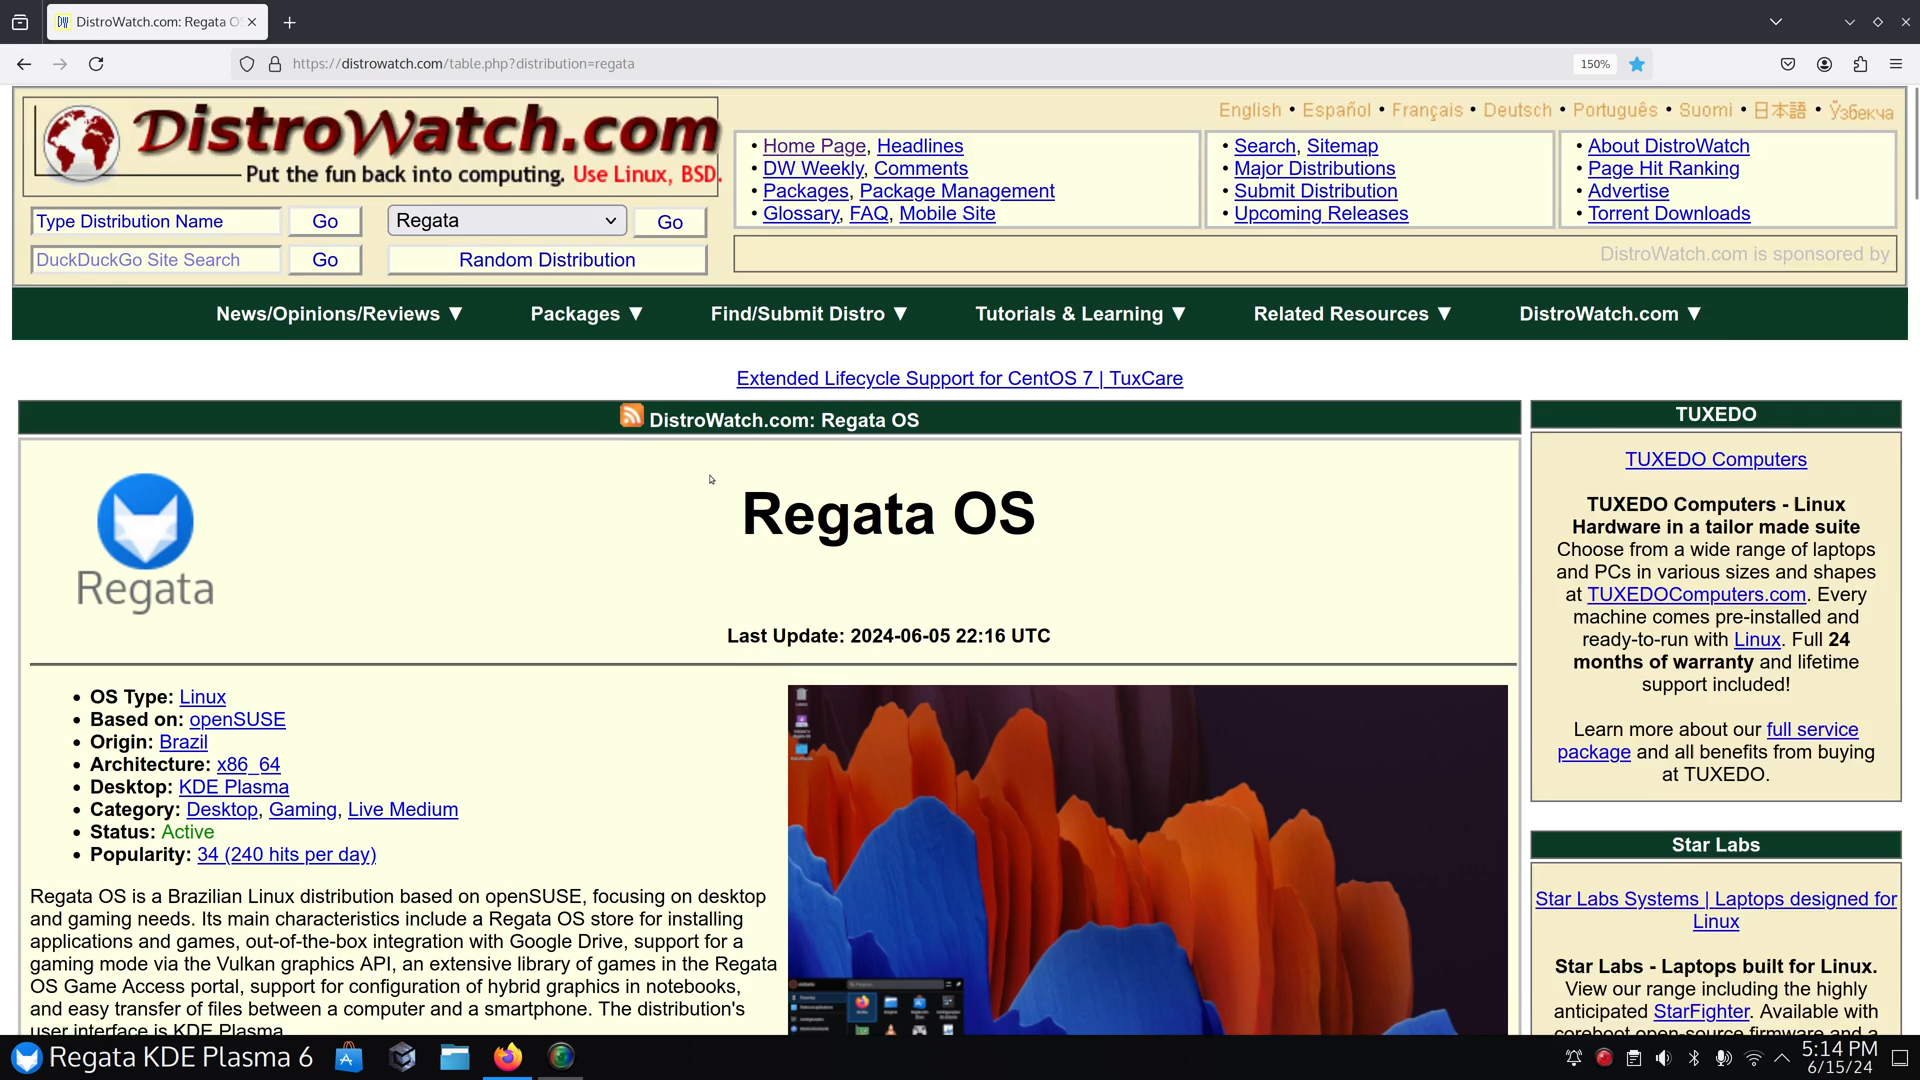 DistroWatch.com: Regata O
https://distrowatch.com/table.php?distribution=regata
150%
DistroWatch.com
Put the fun back into computing. Use Linux, BSD.
English • Español • Français • Deutsch • Português • Suomi • 日本語 • Ўзбекча
• Home Page, Headlines
• DW Weekly, Comments
• Packages, Package Management
• Glossary, FAQ, Mobile Site
• Search, Sitemap
• Major Distributions
• Submit Distribution
• Upcoming Releases
• About DistroWatch
• Page Hit Ranking
• Advertise
• Torrent Downloads
Type Distribution Name Go Regata Go
DuckDuckGo Site Search Go Random Distribution
DistroWatch.com is sponsored by
News/Opinions/Reviews ▼ Packages ▼ Find/Submit Distro ▼ Tutorials & Learning ▼ Related Resources ▼ DistroWatch.com ▼
Extended Lifecycle Support for CentOS 7 | TuxCare
DistroWatch.com: Regata OS
Regata
Regata OS
Last Update: 2024-06-05 22:16 UTC
• OS Type: Linux
• Based on: openSUSE
• Origin: Brazil
• Architecture: x86_64
• Desktop: KDE Plasma
• Category: Desktop, Gaming, Live Medium
• Status: Active
• Popularity: 34 (240 hits per day)
Regata OS is a Brazilian Linux distribution based on openSUSE, focusing on desktop
and gaming needs. Its main characteristics include a Regata OS store for installing
applications and games, out-of-the-box integration with Google Drive, support for a
gaming mode via the Vulkan graphics API, an extensive library of games in the Regata
OS Game Access portal, support for configuration of hybrid graphics in notebooks,
and easy transfer of files between a computer and a smartphone. The distribution's
user interface is KDE Plasma.
TUXEDO
TUXEDO Computers
TUXEDO Computers - Linux
Hardware in a tailor made suite
Choose from a wide range of laptops
and PCs in various sizes and shapes
at TUXEDOComputers.com. Every
machine comes pre-installed and
ready-to-run with Linux. Full 24
months of warranty and lifetime
support included!
Learn more about our full service
package and all benefits from buying
at TUXEDO.
Star Labs
Star Labs Systems | Laptops designed for
Linux
Star Labs - Laptops built for Linux.
View our range including the highly
anticipated StarFighter. Available with
coreboot open-source firmware and a
Regata KDE Plasma 6
5:14 PM
6/15/24